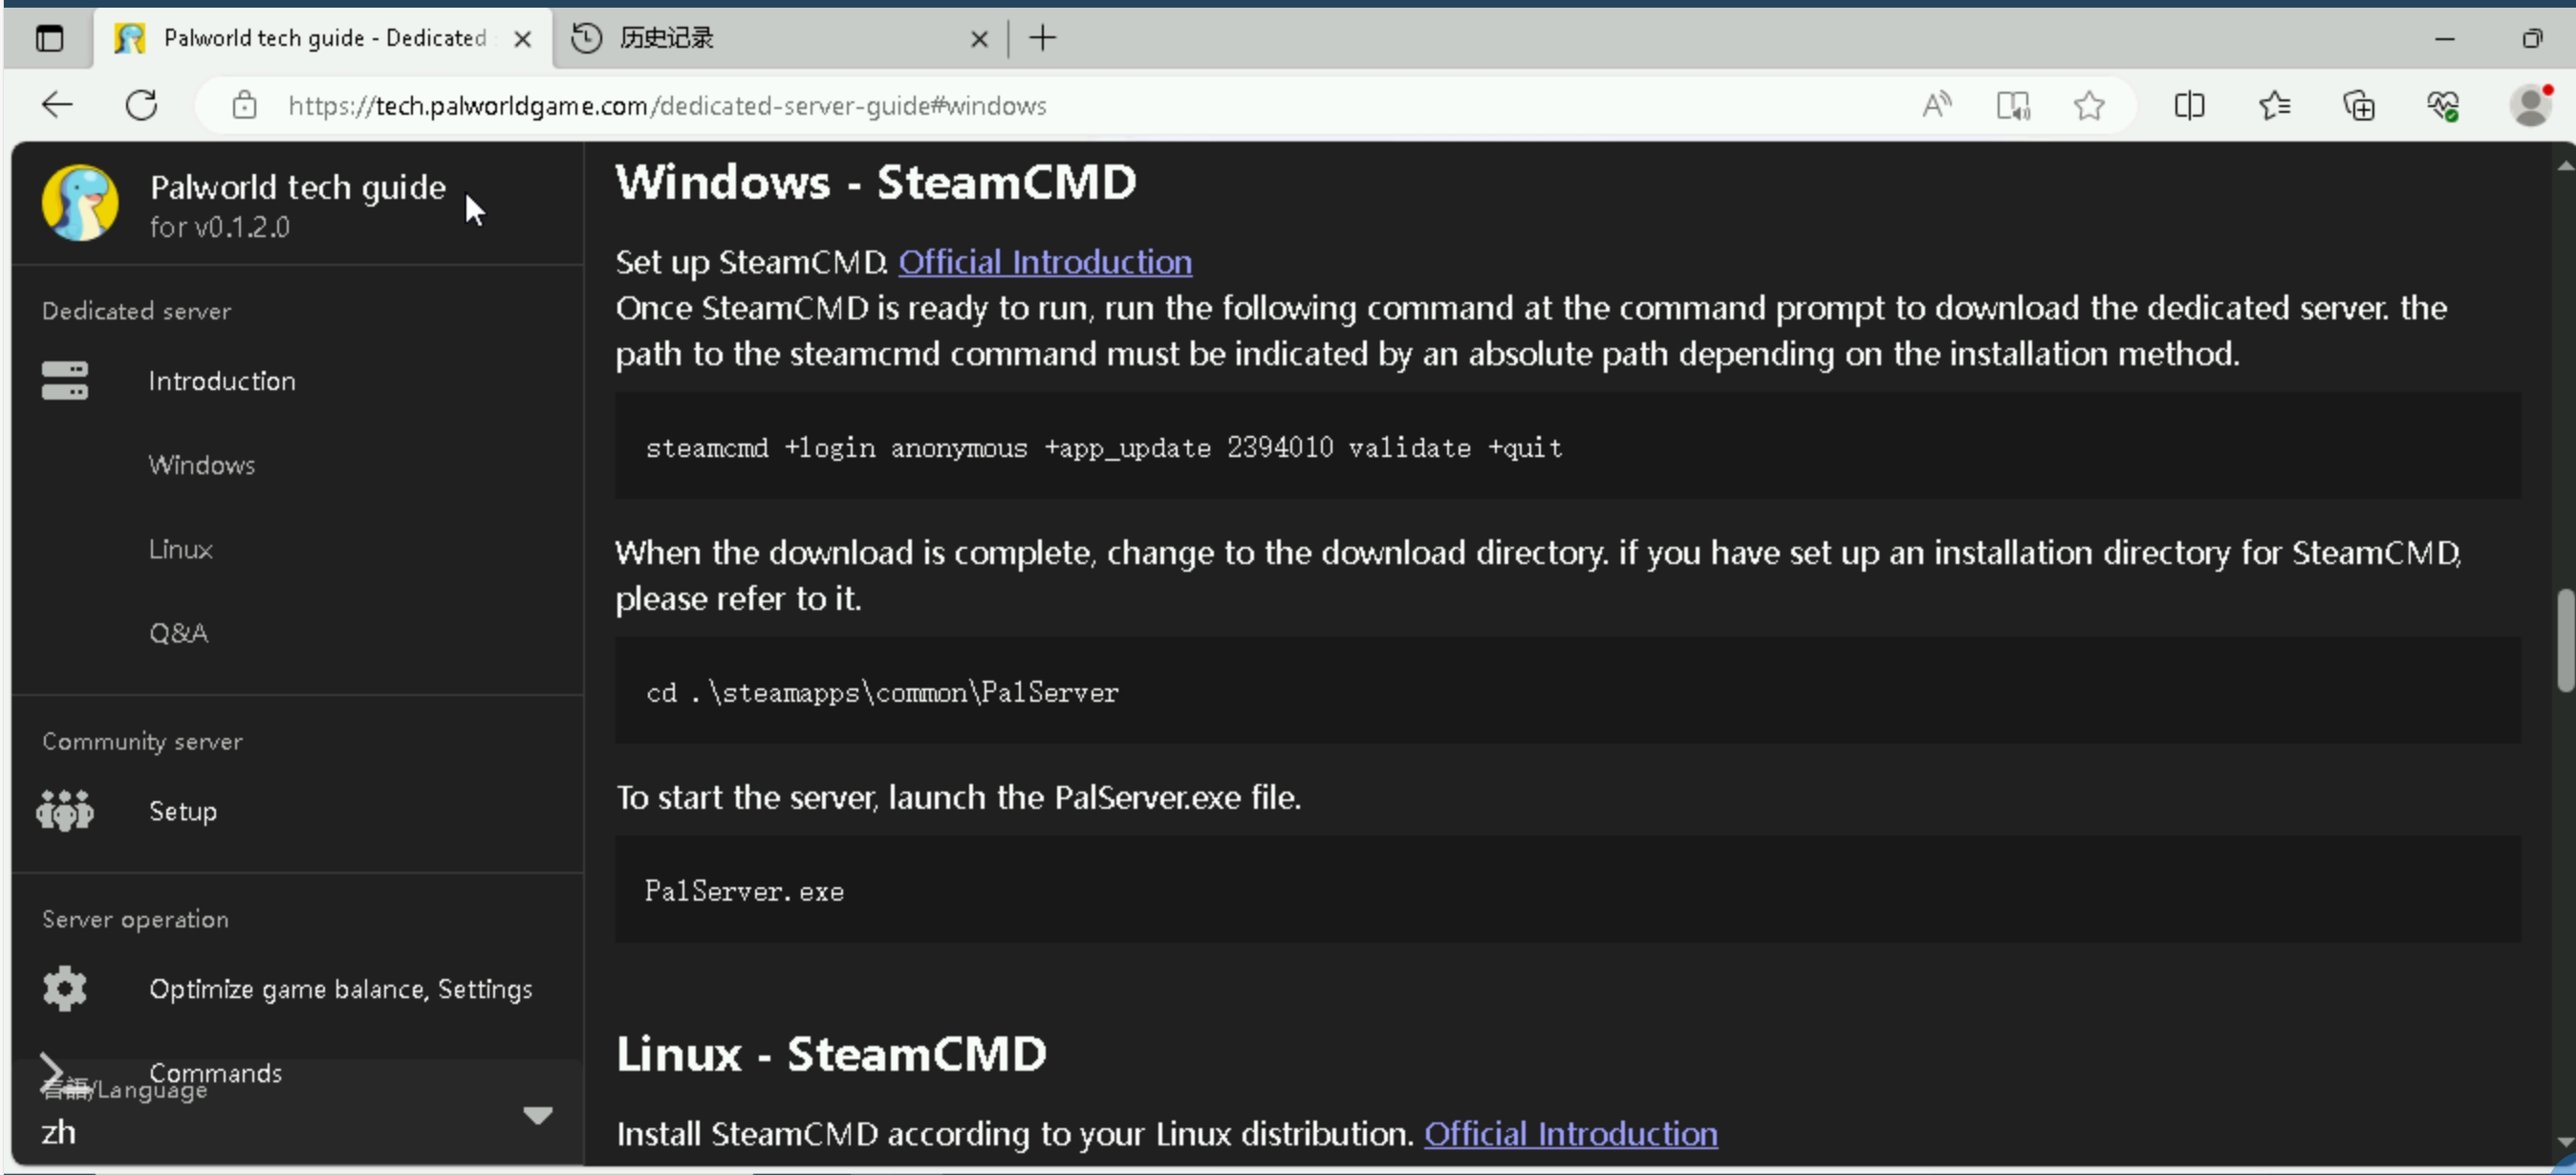 Palworld tech guide - Dedicated
历史记录
https://tech.palworldgame.com/dedicated-server-guide#windows
Palworld tech guide
for v0.1.2.0
Dedicated server
Introduction
Windows
Linux
Q&A
Community server
Setup
Server operation
Optimize game balance, Settings
Commands
言語/Language
zh
Windows - SteamCMD
Set up SteamCMD. Official Introduction
Once SteamCMD is ready to run, run the following command at the command prompt to download the dedicated server. the
path to the steamcmd command must be indicated by an absolute path depending on the installation method.
steamcmd +login anonymous +app_update 2394010 validate +quit
When the download is complete, change to the download directory. if you have set up an installation directory for SteamCMD,
please refer to it.
cd .\steamapps\common\PalServer
To start the server, launch the PalServer.exe file.
PalServer.exe
Linux - SteamCMD
Install SteamCMD according to your Linux distribution. Official Introduction